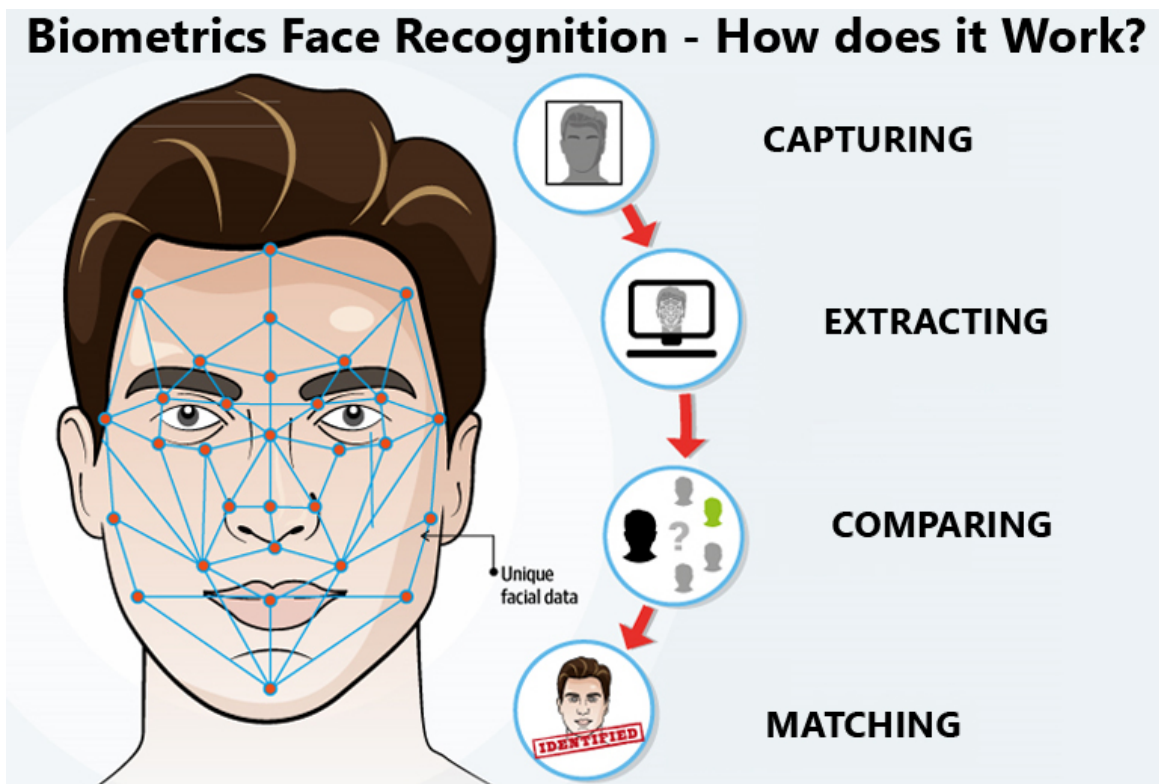 Biometrics Face Recognition - How does it Work?
CAPTURING
EXTRACTING
COMPARING
?
Unique
facial data
MATCHING
IDENTIFIED